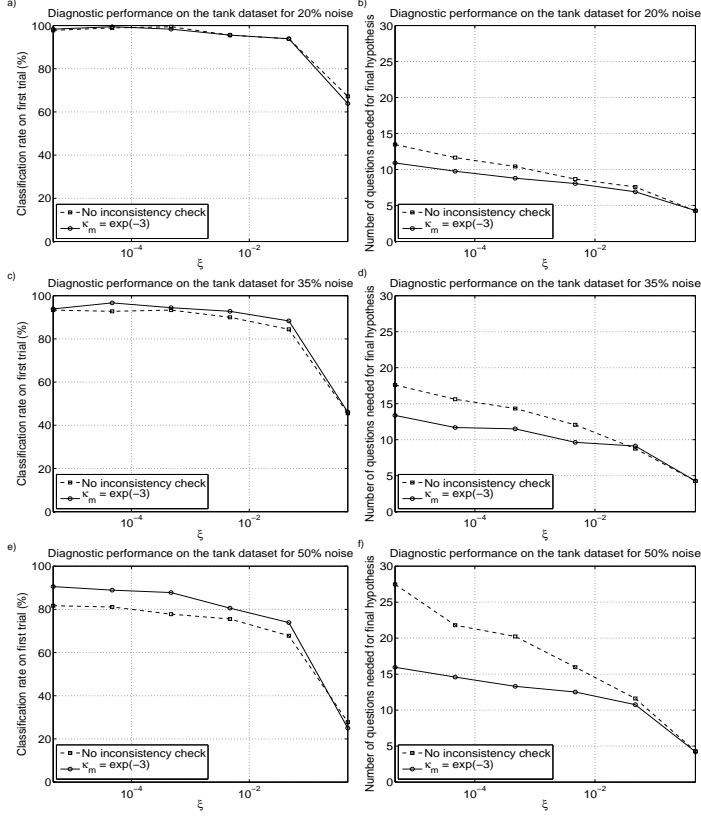 a)
Diagnostic performance on the tank dataset for 20% noise
Classification rate on first trial (%)
100
80
60
40
20
0
No inconsistency check
κm = exp(−3)
10−4
10−2
ξ
b)
Diagnostic performance on the tank dataset for 20% noise
Number of questions needed for final hypothesis
30
25
20
15
10
5
0
No inconsistency check
κm = exp(−3)
10−4
10−2
ξ
c)
Diagnostic performance on the tank dataset for 35% noise
Classification rate on first trial (%)
100
80
60
40
20
0
No inconsistency check
κm = exp(−3)
10−4
10−2
ξ
d)
Diagnostic performance on the tank dataset for 35% noise
Number of questions needed for final hypothesis
30
25
20
15
10
5
0
No inconsistency check
κm = exp(−3)
10−4
10−2
ξ
e)
Diagnostic performance on the tank dataset for 50% noise
Classification rate on first trial (%)
100
80
60
40
20
0
No inconsistency check
κm = exp(−3)
10−4
10−2
ξ
f)
Diagnostic performance on the tank dataset for 50% noise
Number of questions needed for final hypothesis
30
25
20
15
10
5
0
No inconsistency check
κm = exp(−3)
10−4
10−2
ξ